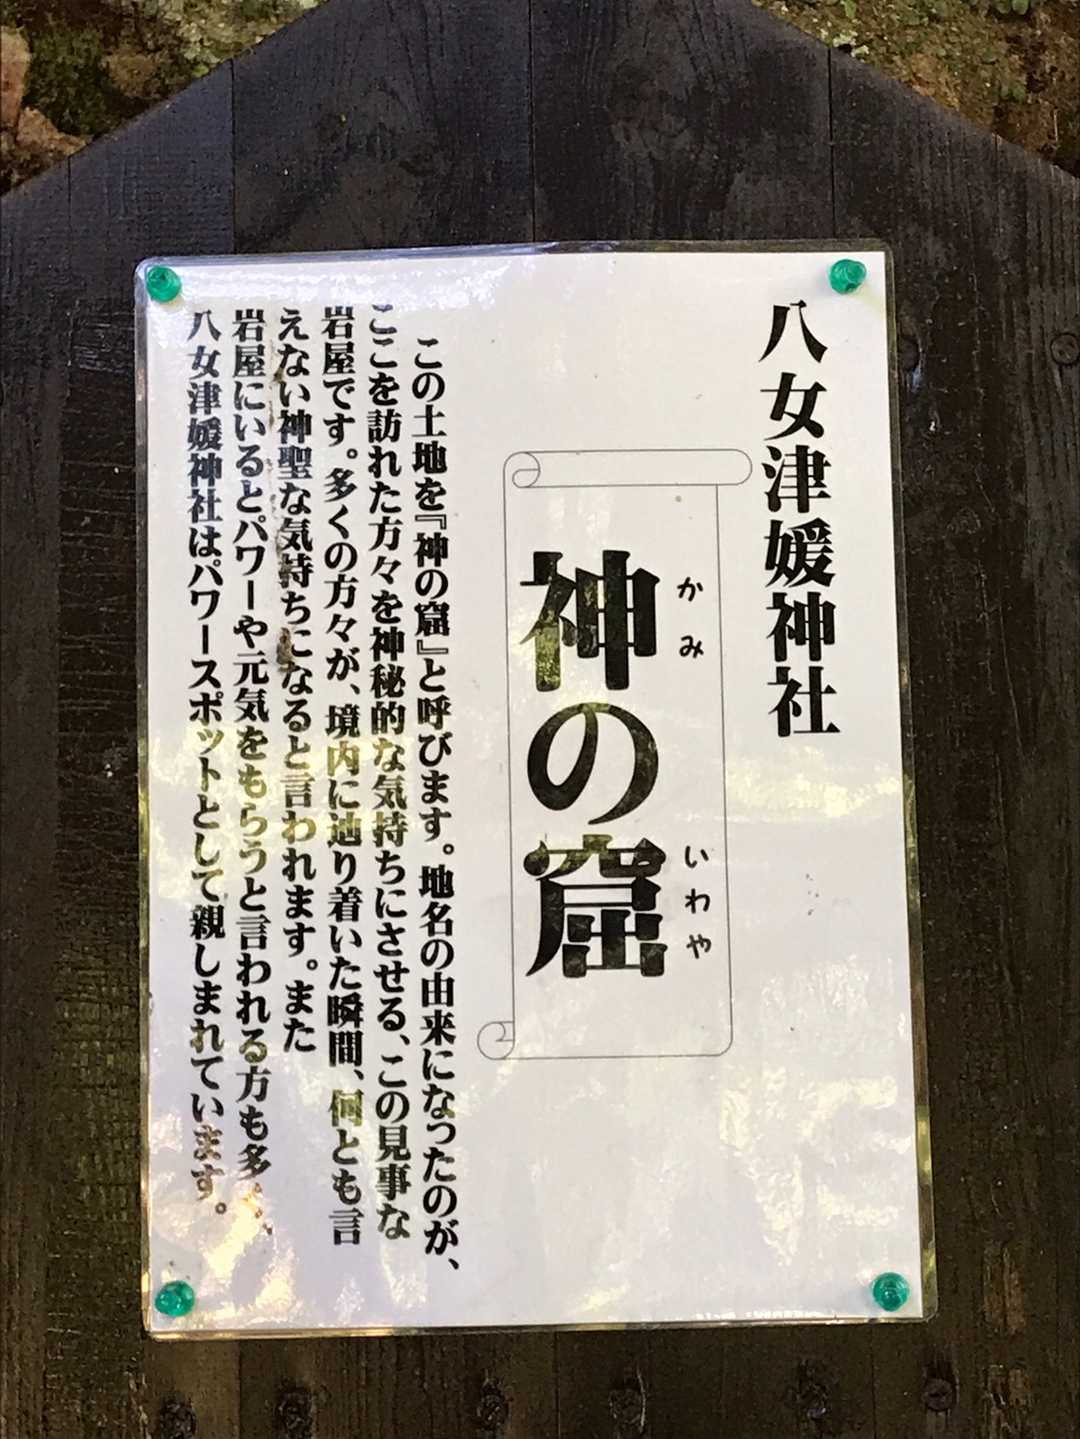 八女津媛神社
かみ いわや
神の窟
この土地を『神の窟』と呼びます。地名の由来になったのが、
ここを訪れた方々を神秘的な気持ちにさせる、この見事な
岩屋です。多くの方々が、境内に辿り着いた瞬間、何とも言
えない神聖な気持ちになると言われます。また
岩屋にいるとパワーや元気をもらうと言われる方も多
八女津媛神社はパワースポットとして親しまれています。